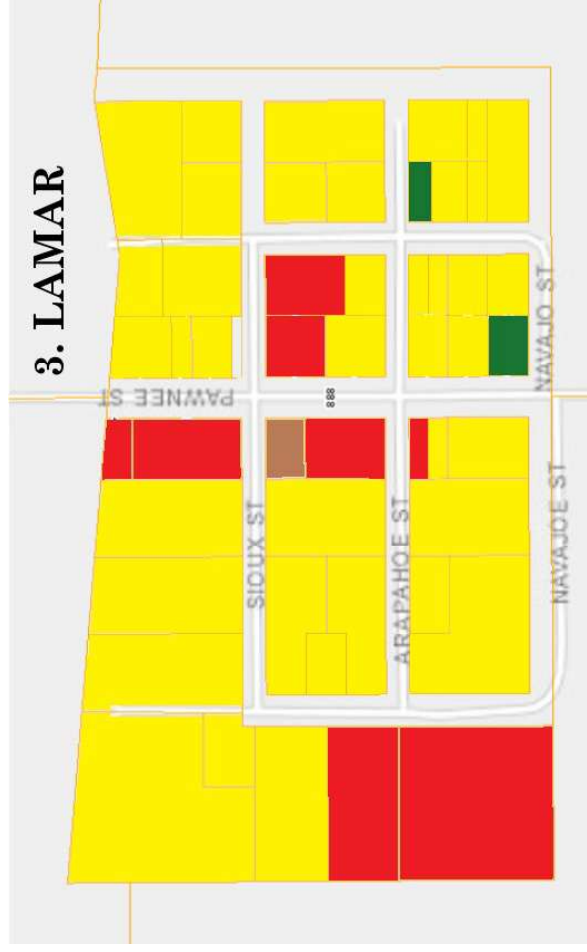 3. LAMAR
PAWNEE ST
SIOUX ST
888
ARAPAHOE ST
NAVAJO ST
NAVAJOE ST